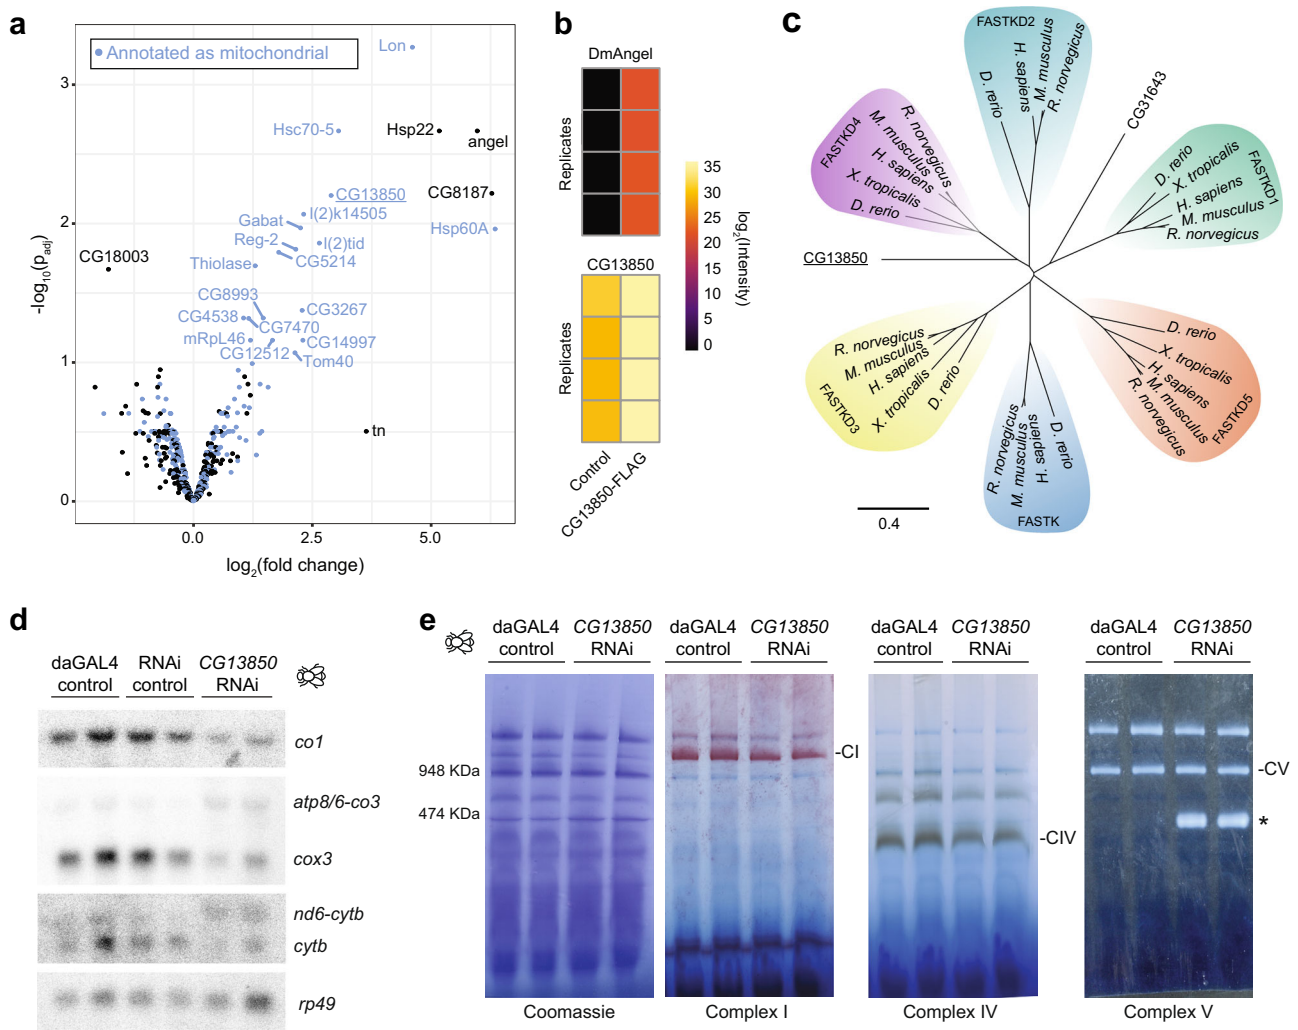 a
Annotated as mitochondrial
Lon
Hsc70-5
Hsp22
angel
CG13850
CG8187
l(2)k14505
Gabat
Hsp60A
Reg-2
l(2)tid
CG5214
CG18003
Thiolase
CG8993
CG3267
CG4538
CG7470
mRpL46
CG14997
CG12512
Tom40
tn
3
2
1
0
-log10(padj)
0.0
2.5
5.0
log2(fold change)
b
DmAngel
Replicates
CG13850
Replicates
Control
CG13850-FLAG
35
30
25
20
15
10
5
0
log2(Intensity)
c
FASTKD2
D. rerio
H. sapiens
M. musculus
R. norvegicus
CG31643
FASTKD4
R. norvegicus
M. musculus
H. sapiens
X. tropicalis
D. rerio
D. rerio
X. tropicalis
H. sapiens
M. musculus
R. norvegicus
FASTKD1
CG13850
R. norvegicus
M. musculus
H. sapiens
X. tropicalis
D. rerio
FASTKD3
R. norvegicus
M. musculus
H. sapiens
D. rerio
FASTK
D. rerio
X. tropicalis
H. sapiens
M. musculus
R. norvegicus
FASTKD5
0.4
d
daGAL4
control
RNAi
control
CG13850
RNAi
co1
atp8/6-co3
cox3
nd6-cytb
cytb
rp49
e
daGAL4
control
CG13850
RNAi
948 KDa
474 KDa
Coomassie
daGAL4
control
CG13850
RNAi
-CI
Complex I
daGAL4
control
CG13850
RNAi
-CIV
Complex IV
daGAL4
control
CG13850
RNAi
-CV
*
Complex V